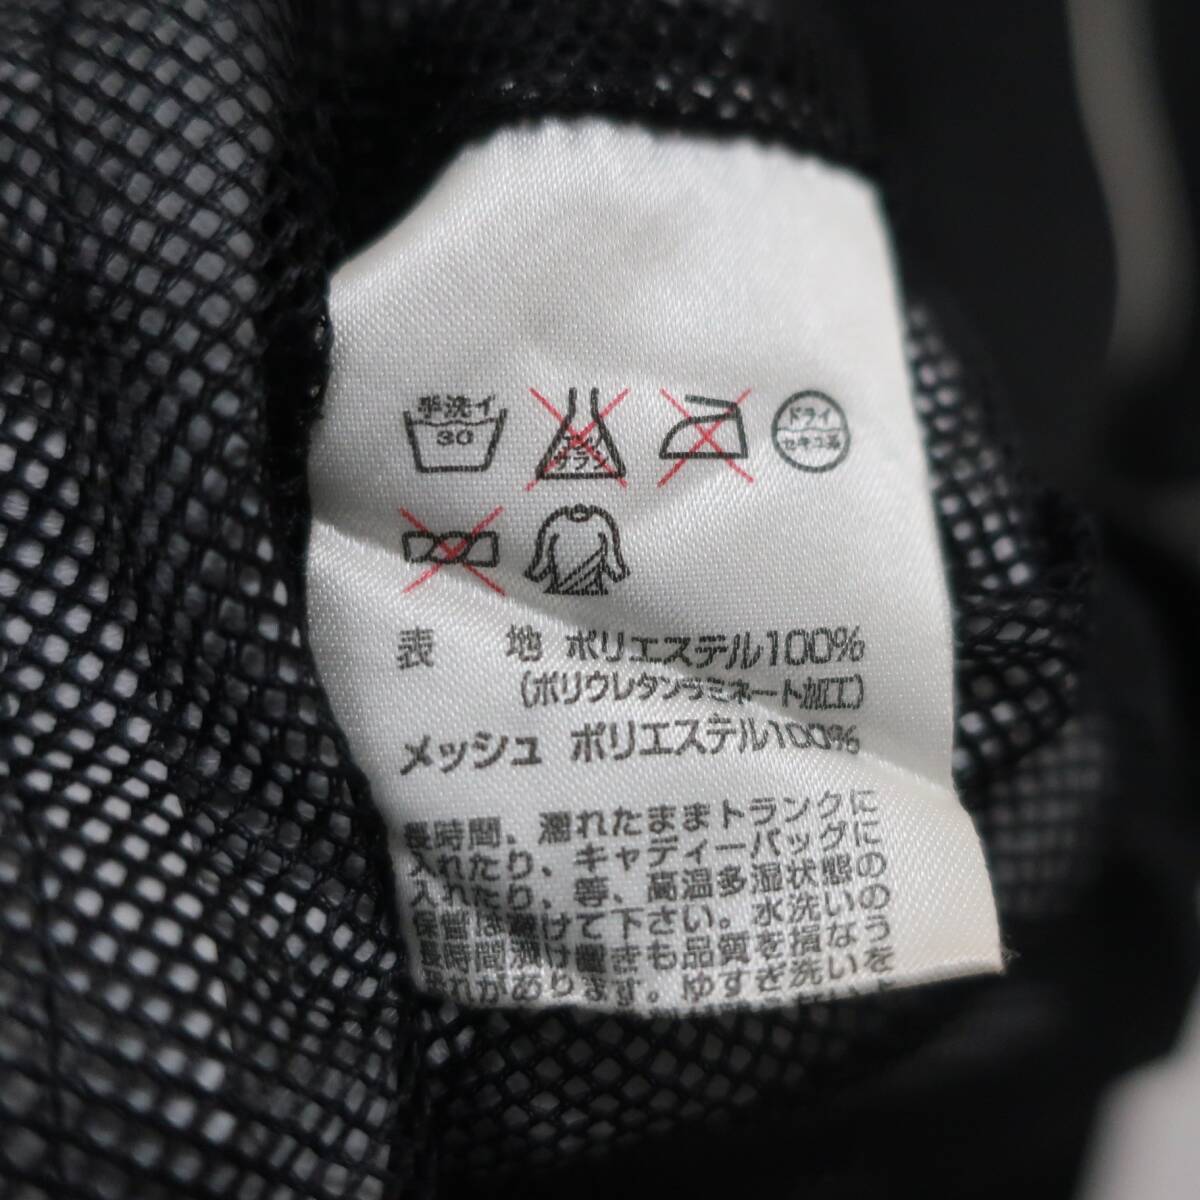 手洗イ
30
エンソ
サラシ
ドライ
セキユ系
表 地 ポリエステル100%
(ポリウレタンラミネート加工)
メッシュ ポリエステル100%
長時間、濡れたままトランクに
入れたり、キャディーバッグに
入れたり、等、高温多湿状態の
保管は避けて下さい。水洗いの
長時間漬け置きも品質を損なう
恐れがあります。ゆすぎ洗いを